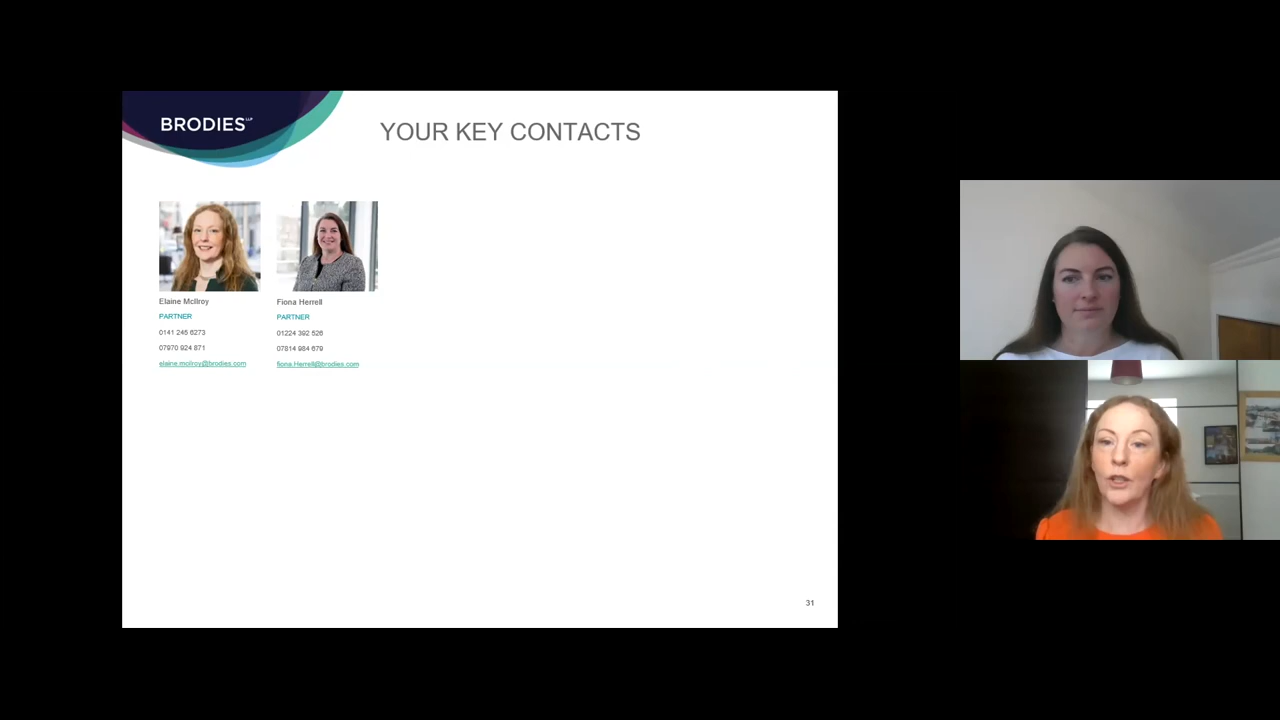 BRODIES LLP
YOUR KEY CONTACTS
Elaine McIlroy
PARTNER
0141 245 6273
07970 924 871
elaine.mcilroy@brodies.com
Fiona Herrell
PARTNER
01224 392 526
07814 984 679
fiona.Herrell@brodies.com
31